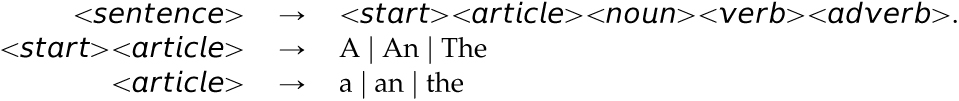 <sentence> → <start><article><noun><verb><adverb>.
<start><article> → A | An | The
<article> → a | an | the